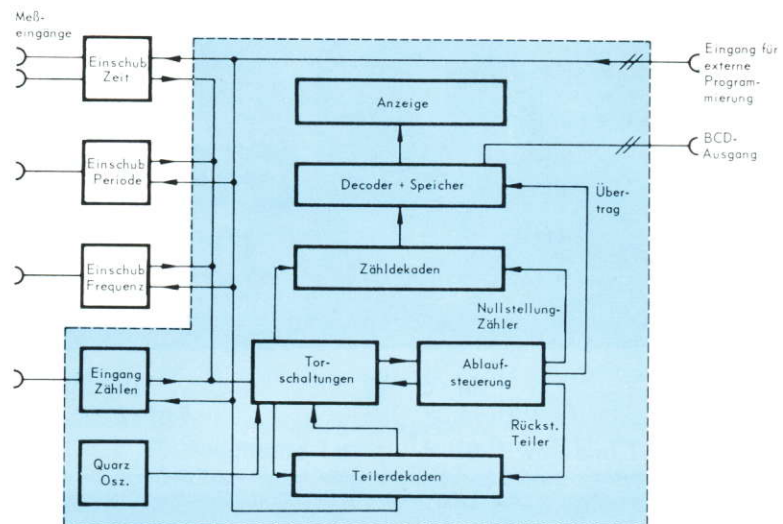 Meß-
eingänge
Einschub
Zeit
Eingang für
externe
Program-
mierung
Anzeige
BCD-
Ausgang
Einschub
Periode
Decoder + Speicher
Über-
trag
Einschub
Frequenz
Zähldekaden
Nullstellung-
Zähler
Eingang
Zählen
Tor-
schaltungen
Ablauf-
steuerung
Rückst.
Teiler
Quarz
Osz.
Teilerdekaden